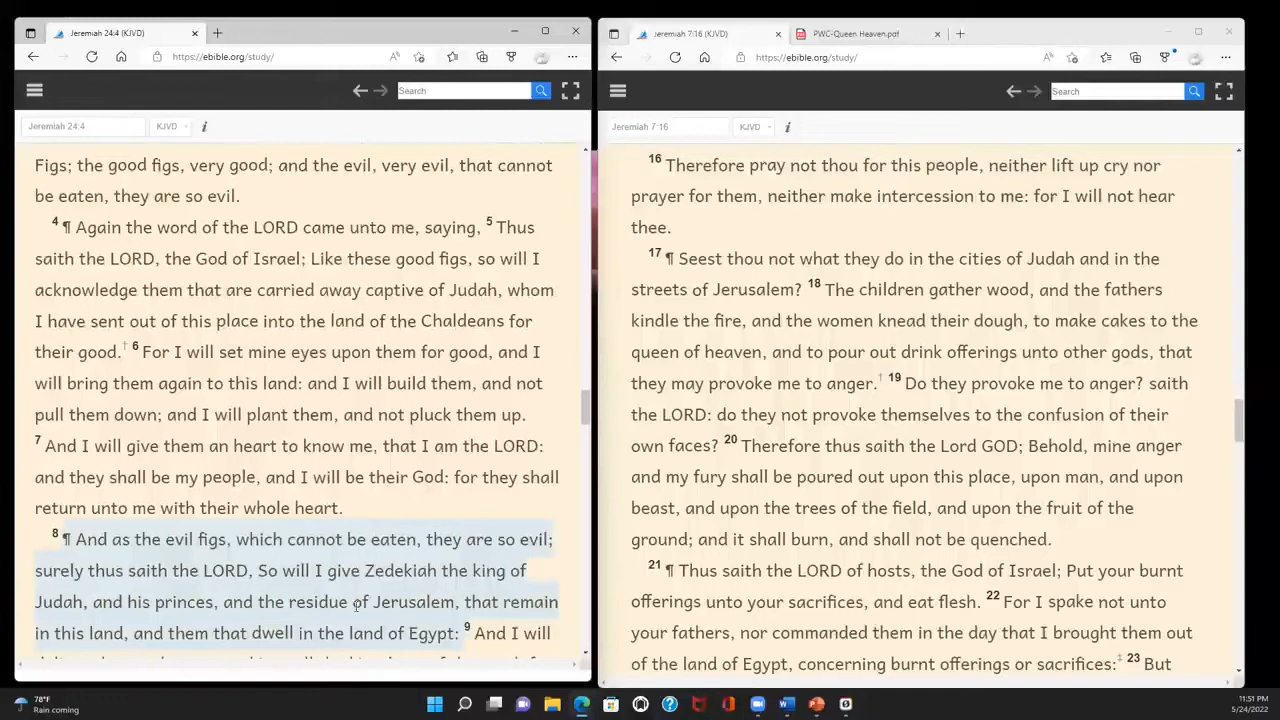 Jeremiah 24:4 (KJVD)
https://ebible.org/study/
Search
Jeremiah 24:4
KJVD
Figs; the good figs, very good; and the evil, very evil, that cannot
be eaten, they are so evil.
4 ¶ Again the word of the LORD came unto me, saying, 5 Thus
saith the LORD, the God of Israel; Like these good figs, so will I
acknowledge them that are carried away captive of Judah, whom
I have sent out of this place into the land of the Chaldeans for
their good.† 6 For I will set mine eyes upon them for good, and I
will bring them again to this land: and I will build them, and not
pull them down; and I will plant them, and not pluck them up.
7 And I will give them an heart to know me, that I am the LORD:
and they shall be my people, and I will be their God: for they shall
return unto me with their whole heart.
8 ¶ And as the evil figs, which cannot be eaten, they are so evil;
surely thus saith the LORD, So will I give Zedekiah the king of
Judah, and his princes, and the residue of Jerusalem, that remain
in this land, and them that dwell in the land of Egypt: 9 And I will
Jeremiah 7:16 (KJVD)
PWC-Queen Heaven.pdf
https://ebible.org/study/
Search
Jeremiah 7:16
KJVD
16 Therefore pray not thou for this people, neither lift up cry nor
prayer for them, neither make intercession to me: for I will not hear
thee.
17 ¶ Seest thou not what they do in the cities of Judah and in the
streets of Jerusalem? 18 The children gather wood, and the fathers
kindle the fire, and the women knead their dough, to make cakes to the
queen of heaven, and to pour out drink offerings unto other gods, that
they may provoke me to anger.† 19 Do they provoke me to anger? saith
the LORD: do they not provoke themselves to the confusion of their
own faces? 20 Therefore thus saith the Lord GOD; Behold, mine anger
and my fury shall be poured out upon this place, upon man, and upon
beast, and upon the trees of the field, and upon the fruit of the
ground; and it shall burn, and shall not be quenched.
21 ¶ Thus saith the LORD of hosts, the God of Israel; Put your burnt
offerings unto your sacrifices, and eat flesh. 22 For I spake not unto
your fathers, nor commanded them in the day that I brought them out
of the land of Egypt, concerning burnt offerings or sacrifices:‡ 23 But
78°F
Rain coming
11:51 PM
5/24/2022